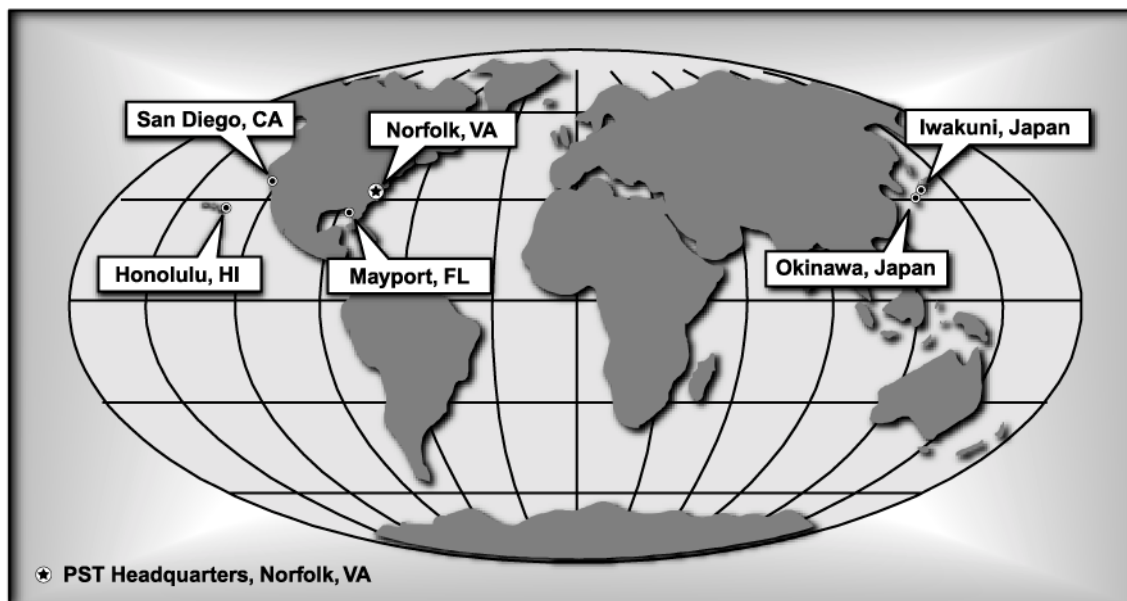 San Diego, CA
Norfolk, VA
Iwakuni, Japan
Honolulu, HI
Mayport, FL
Okinawa, Japan
PST Headquarters, Norfolk, VA